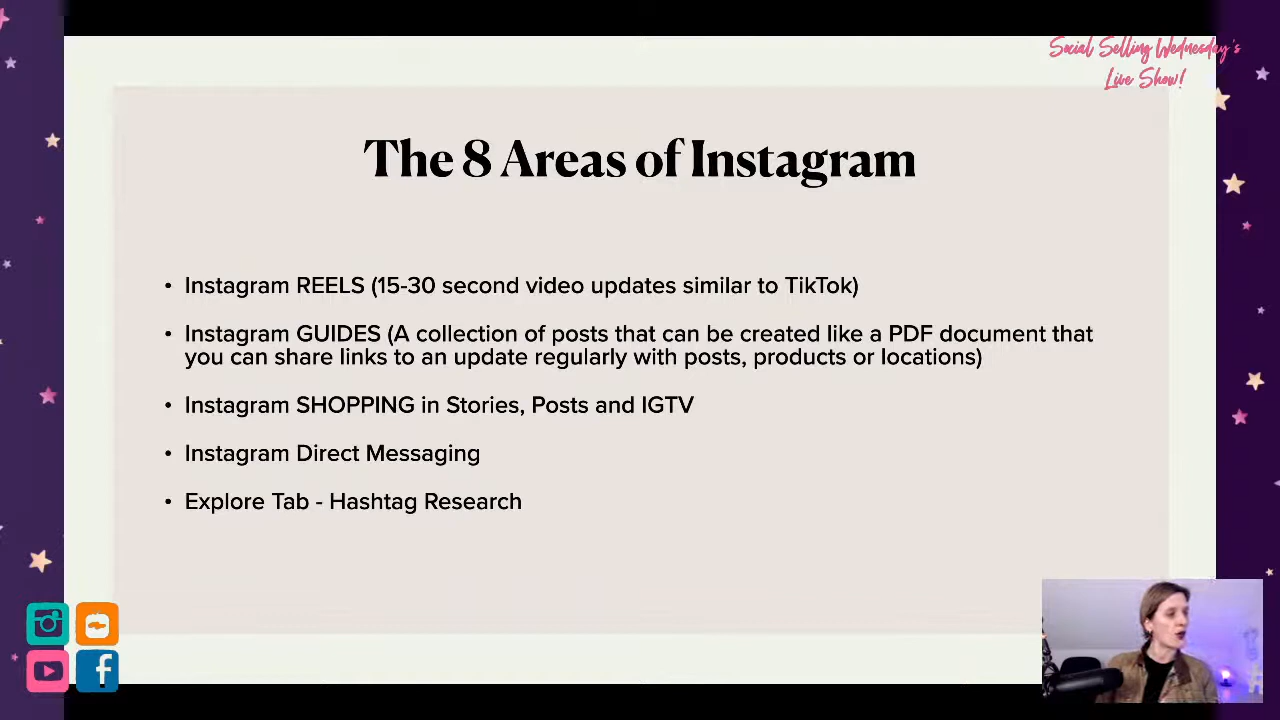 Social Selling Wednesday's
Live Show!
The 8 Areas of Instagram
• Instagram REELS (15-30 second video updates similar to TikTok)
• Instagram GUIDES (A collection of posts that can be created like a PDF document that
you can share links to an update regularly with posts, products or locations)
• Instagram SHOPPING in Stories, Posts and IGTV
• Instagram Direct Messaging
• Explore Tab - Hashtag Research
f